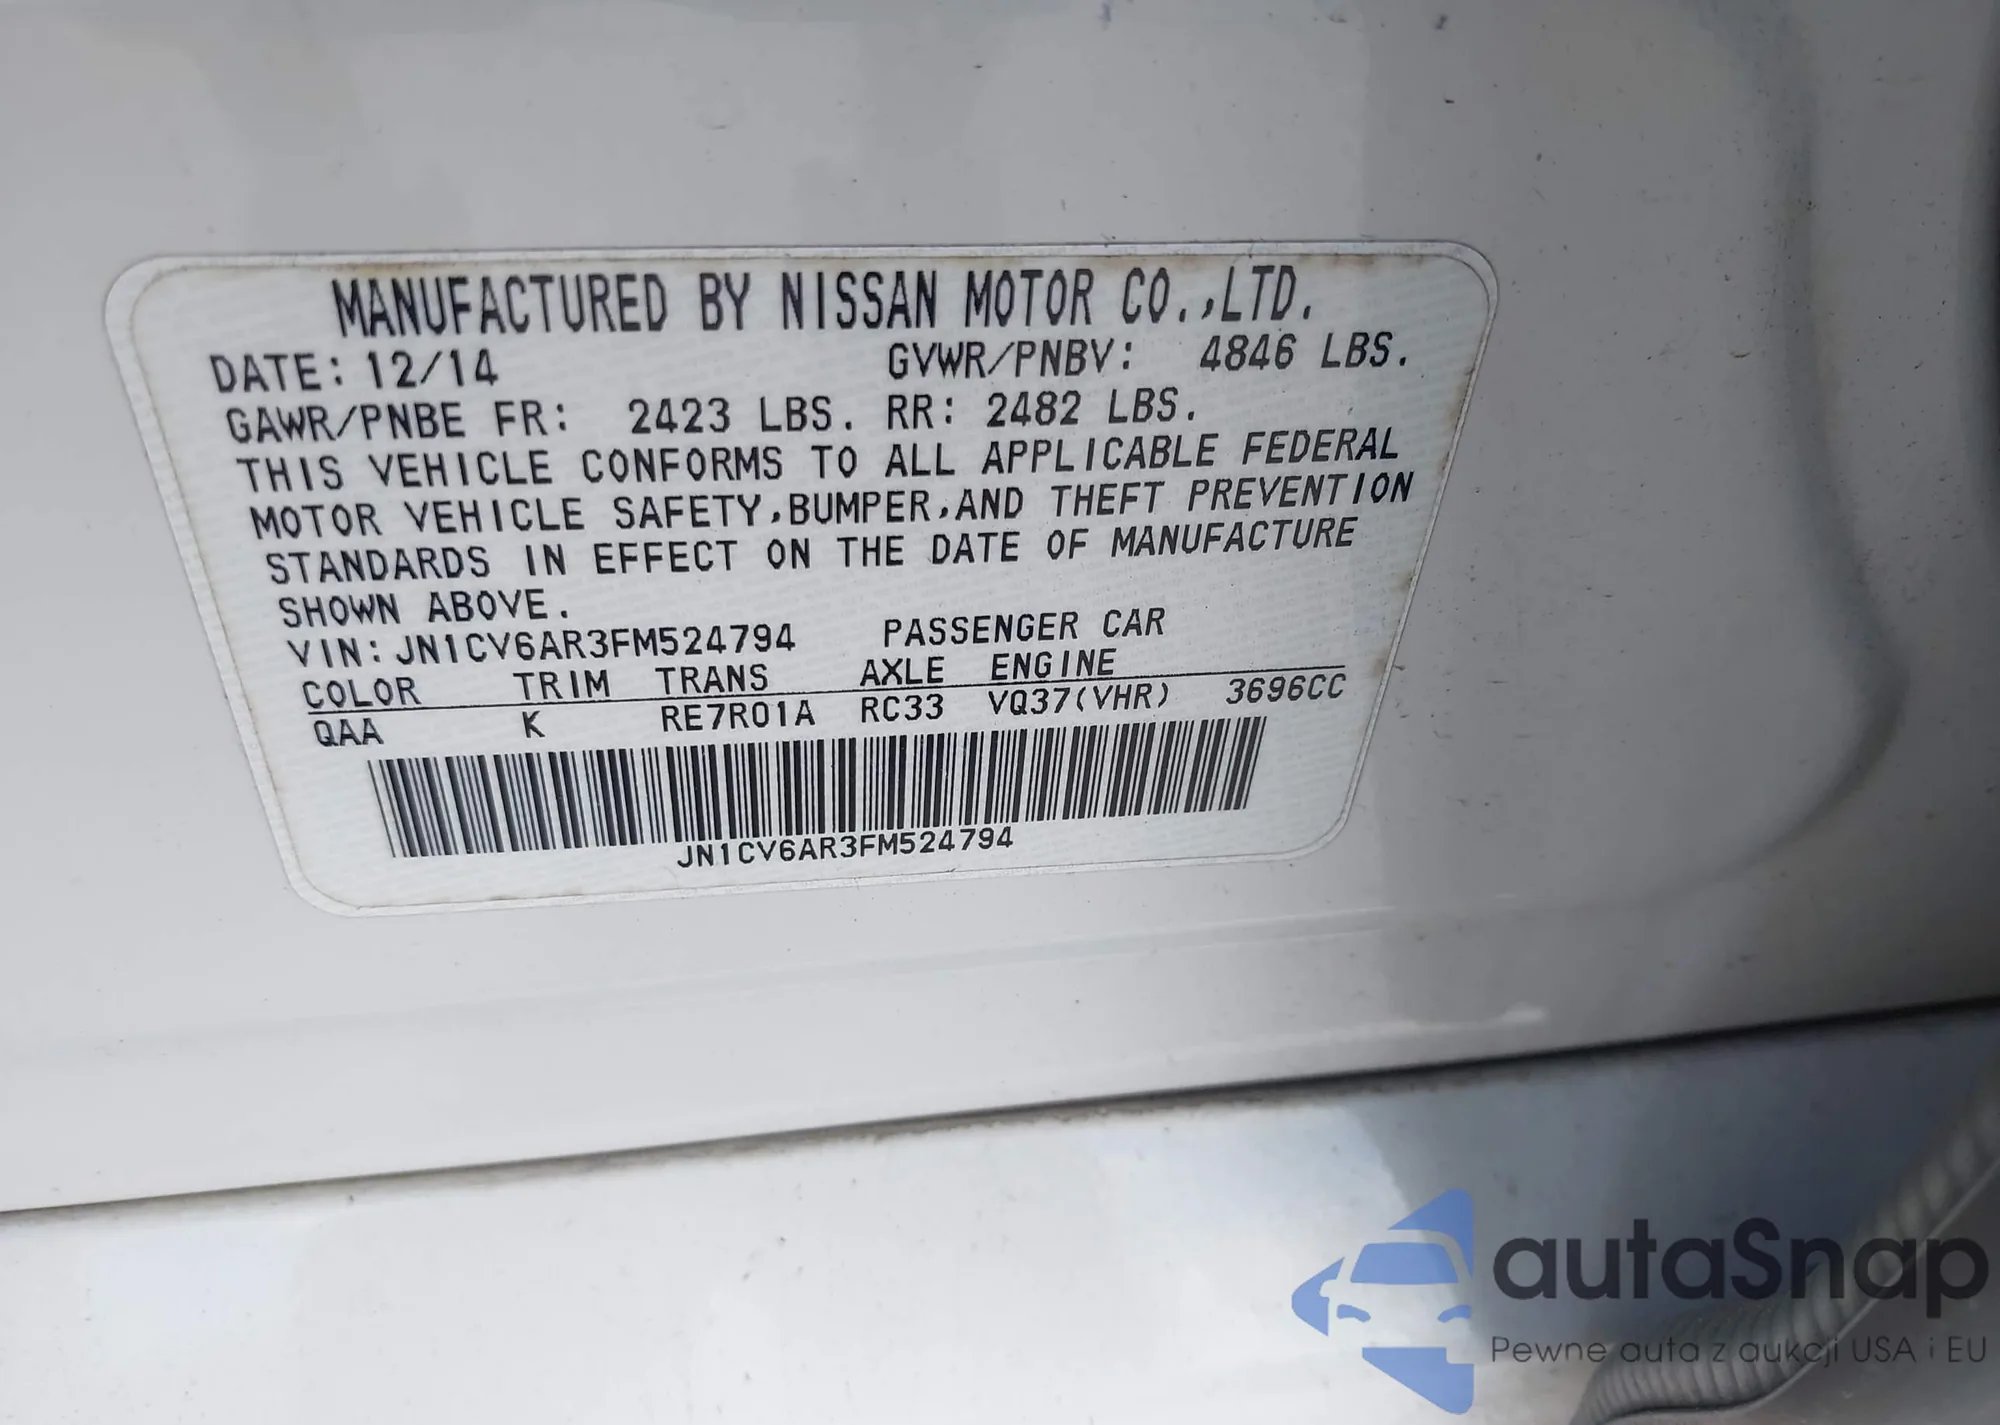 MANUFACTURED BY NISSAN MOTOR CO.,LTD.
DATE: 12/14 GVWR/PNBV: 4846 LBS.
GAWR/PNBE FR: 2423 LBS. RR: 2482 LBS.
THIS VEHICLE CONFORMS TO ALL APPLICABLE FEDERAL
MOTOR VEHICLE SAFETY,BUMPER,AND THEFT PREVENTION
STANDARDS IN EFFECT ON THE DATE OF MANUFACTURE
SHOWN ABOVE.
VIN: JN1CV6AR3FM524794 PASSENGER CAR
COLOR TRIM TRANS AXLE ENGINE
QAA K RE7R01A RC33 VQ37(VHR) 3696CC
JN1CV6AR3FM524794
autaSnap
Pewne auta z aukcji USA i EU